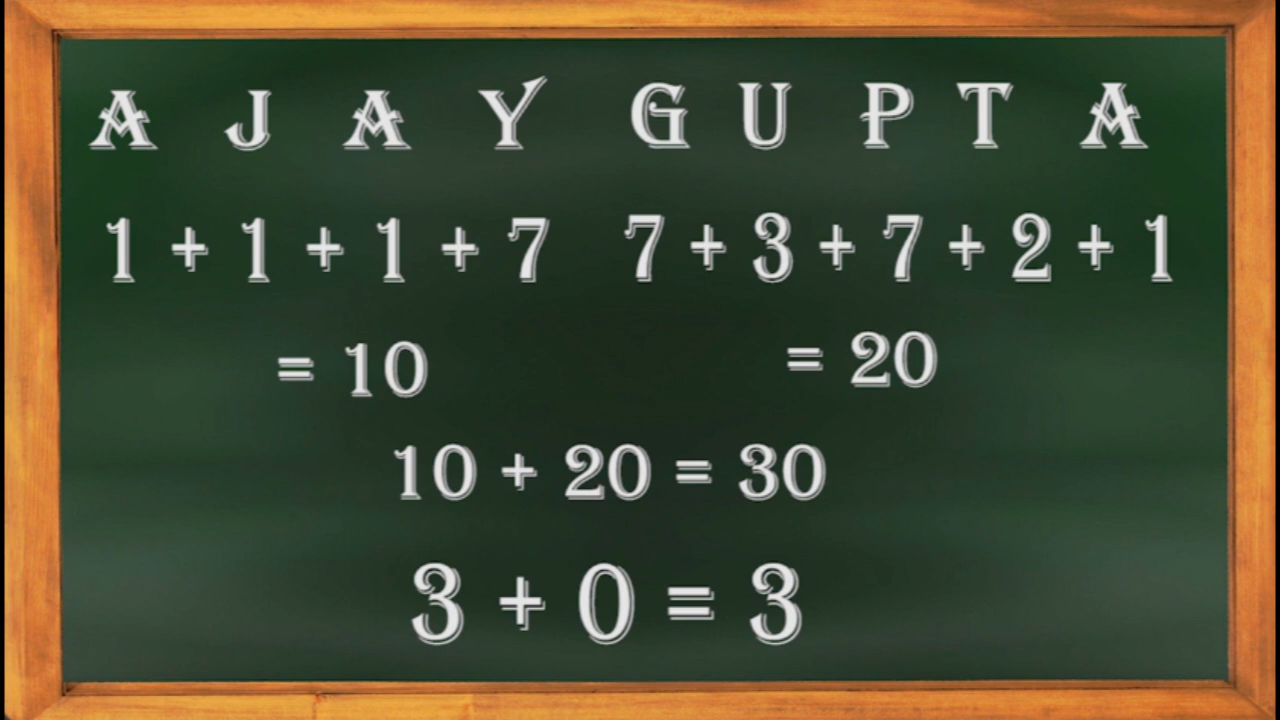 A J A Y G U P T A
1 + 1 + 1 + 7 7 + 3 + 7 + 2 + 1
= 10 = 20
10 + 20 = 30
3 + 0 = 3